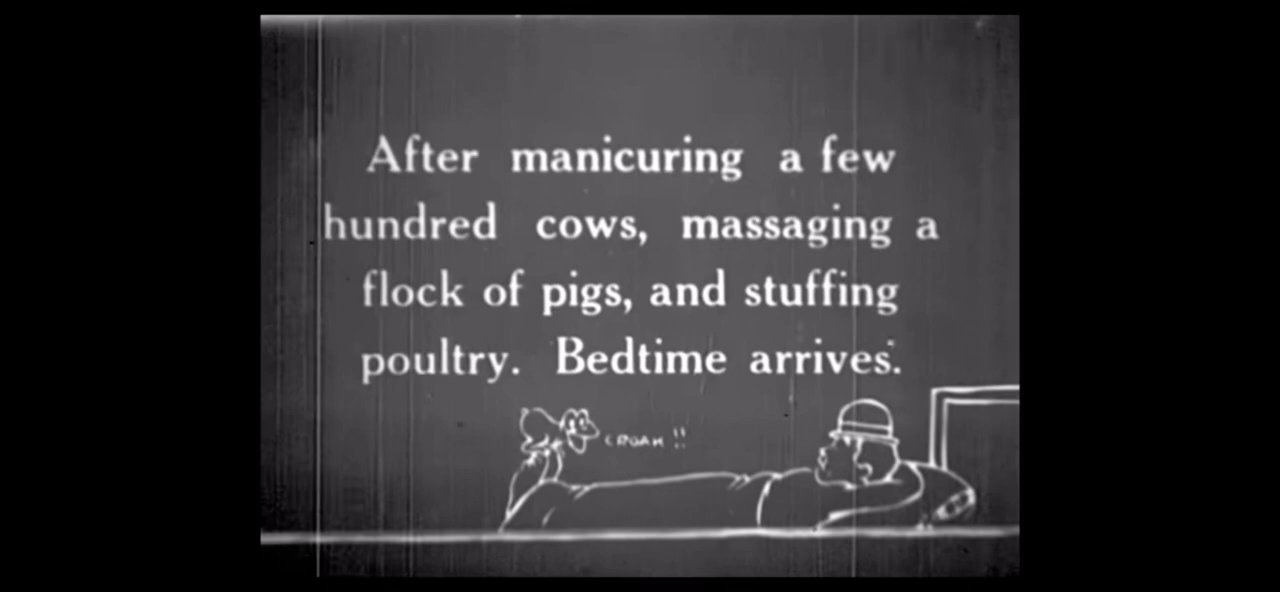 After manicuring a few
hundred cows, massaging a
flock of pigs, and stuffing
poultry. Bedtime arrives.
CROAK !!